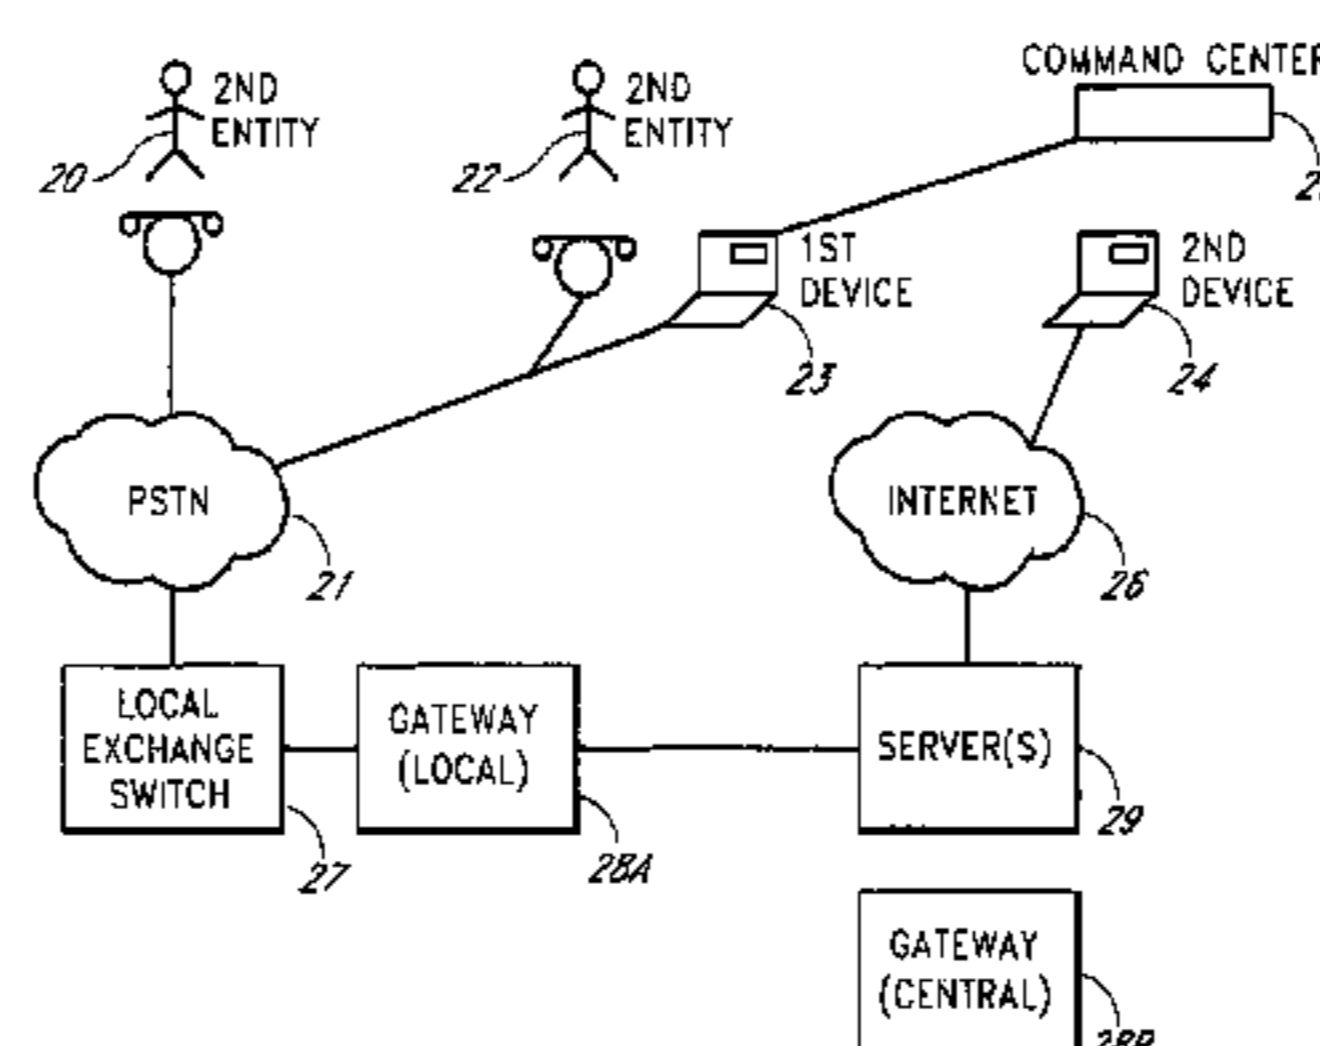 COMMAND CENTER
2ND
ENTITY
20
2ND
ENTITY
22
1ST
DEVICE
23
2ND
DEVICE
24
PSTN
21
INTERNET
26
LOCAL
EXCHANGE
SWITCH
27
GATEWAY
(LOCAL)
28A
SERVER(S)
29
GATEWAY
(CENTRAL)
28B